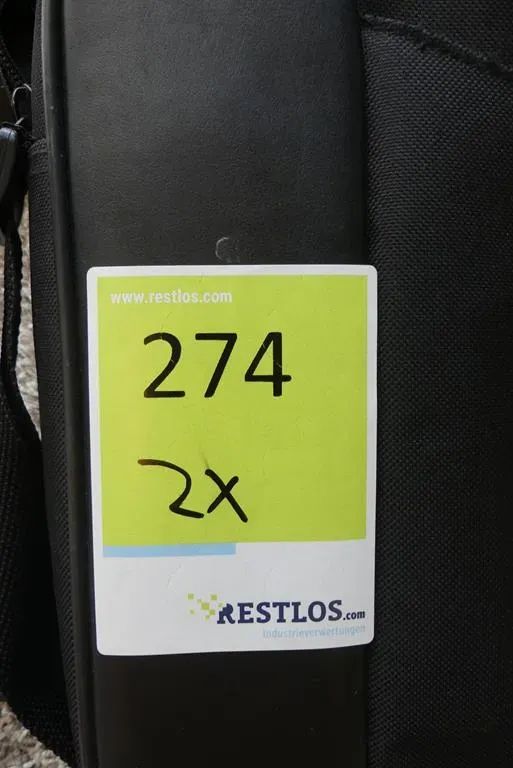 www.restlos.com
274
2x
RESTLOS.com
Industrieverwertungen